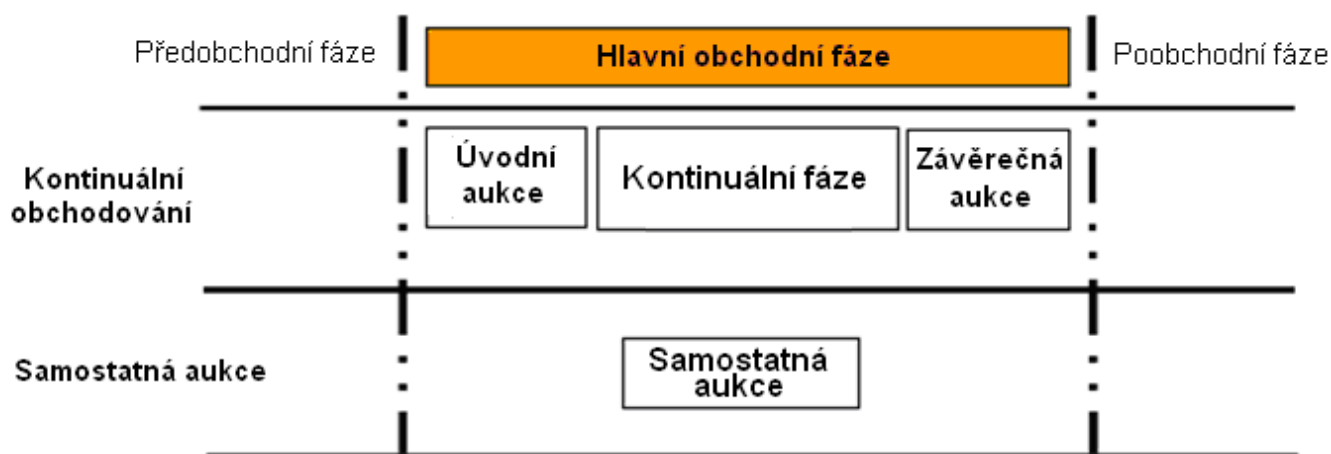 Předobchodní fáze
Hlavní obchodní fáze
Poobchodní fáze
Kontinuální
obchodování
Úvodní
aukce
Kontinuální fáze
Závěrečná
aukce
Samostatná aukce
Samostatná
aukce